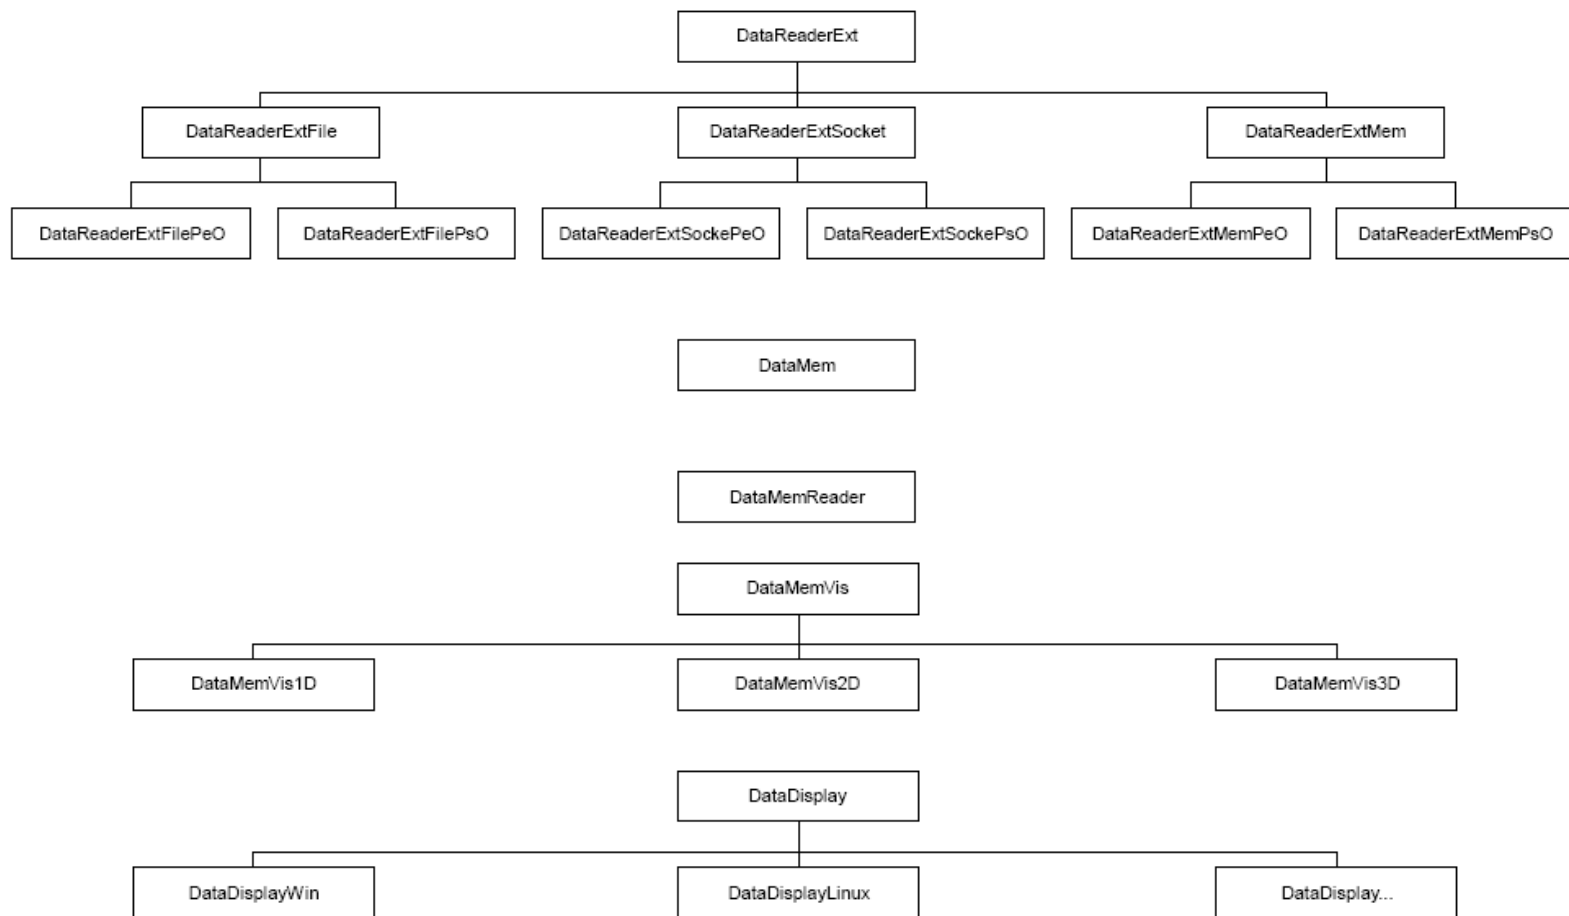 DataReaderExt
DataReaderExtFile
DataReaderExtSocket
DataReaderExtMem
DataReaderExtFilePeO
DataReaderExtFilePsO
DataReaderExtSockePeO
DataReaderExtSockePsO
DataReaderExtMemPeO
DataReaderExtMemPsO
DataMem
DataMemReader
DataMemVis
DataMemVis1D
DataMemVis2D
DataMemVis3D
DataDisplay
DataDisplayWin
DataDisplayLinux
DataDisplay...